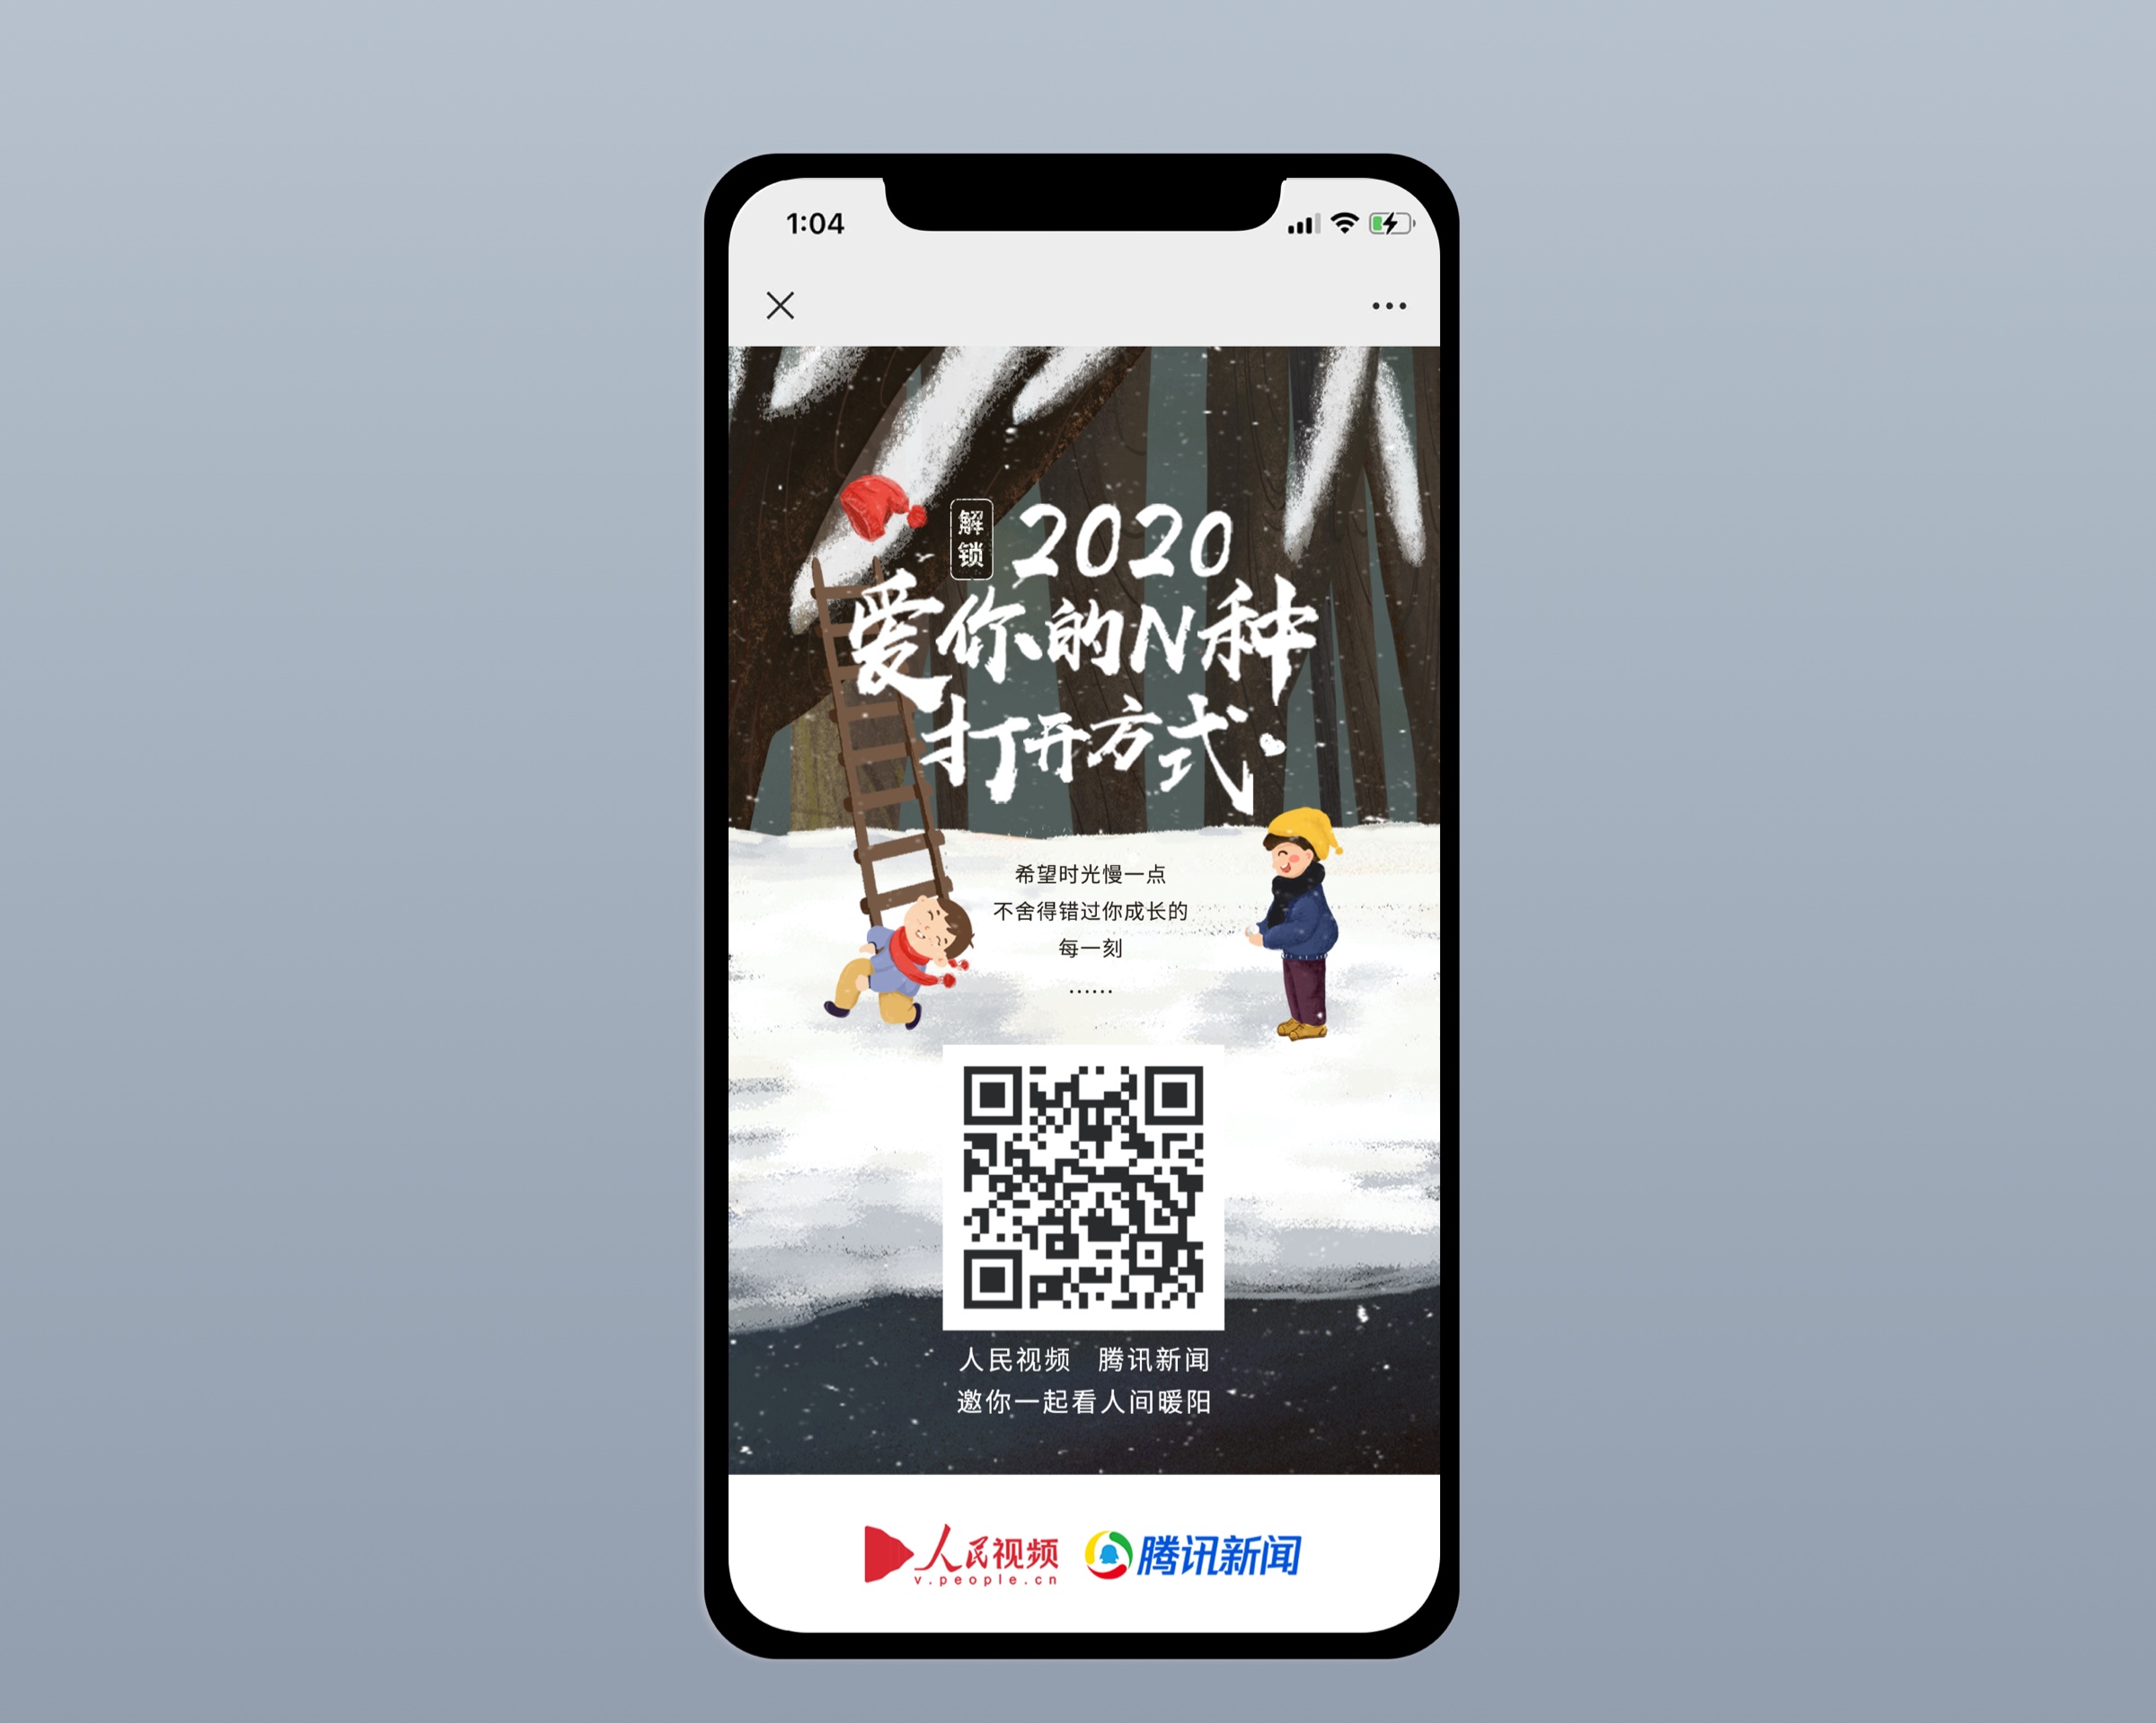 1:04
解锁
2020
爱你的N种
打开方式
希望时光慢一点
不舍得错过你成长的
每一刻
……
人民视频 腾讯新闻
邀你一起看人间暖阳
人民视频
v.people.cn
腾讯新闻